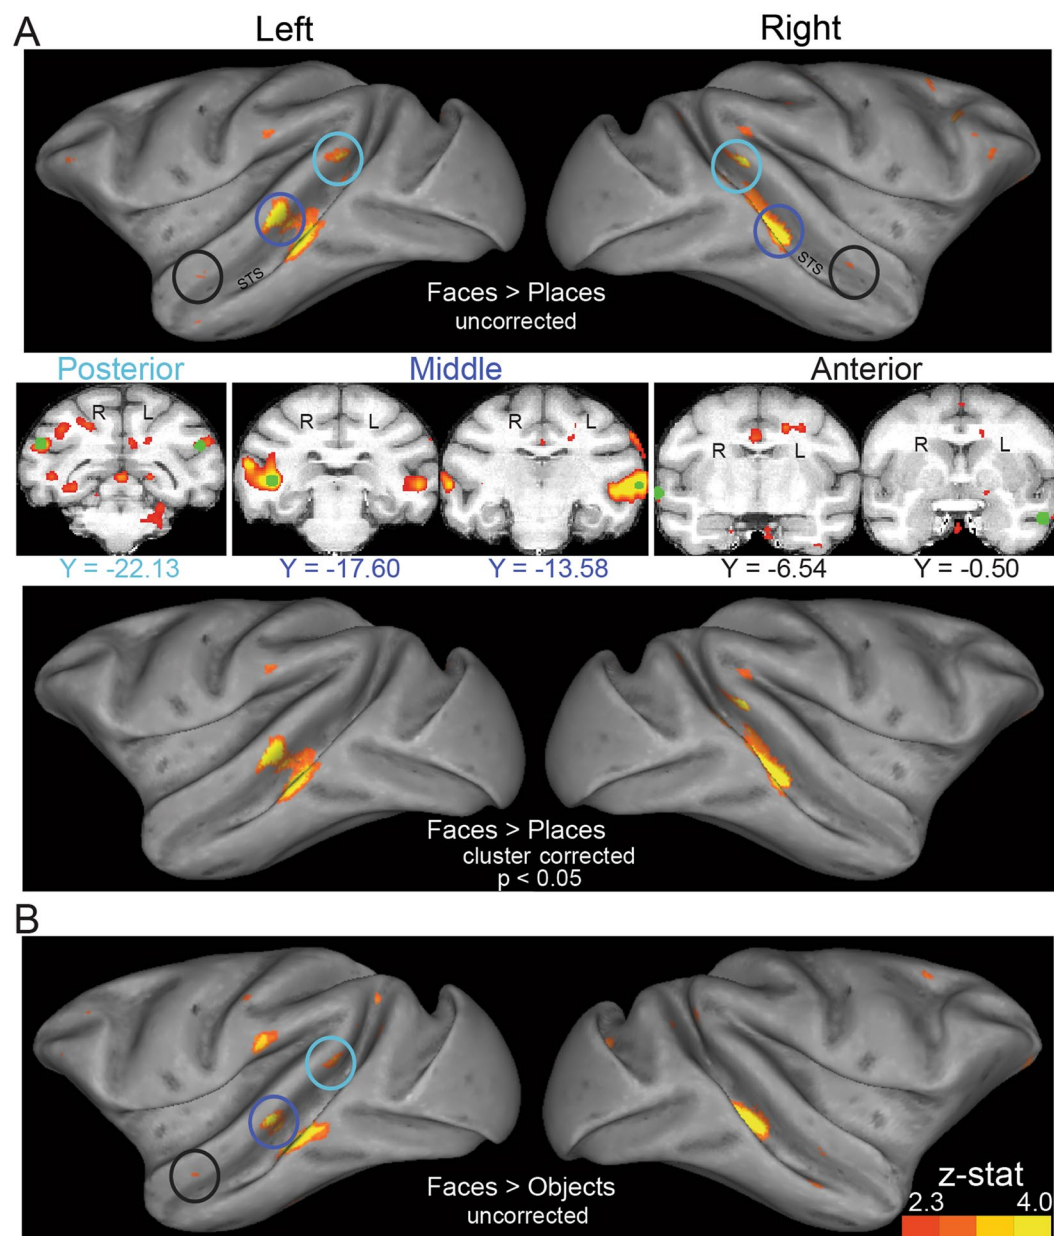 A
Left
Right
STS
STS
Faces > Places
uncorrected
Posterior
Middle
Anterior
R L
R L
R L
R L
R L
Y = -22.13
Y = -17.60
Y = -13.58
Y = -6.54
Y = -0.50
Faces > Places
cluster corrected
p < 0.05
B
Faces > Objects
uncorrected
z-stat
2.3 4.0